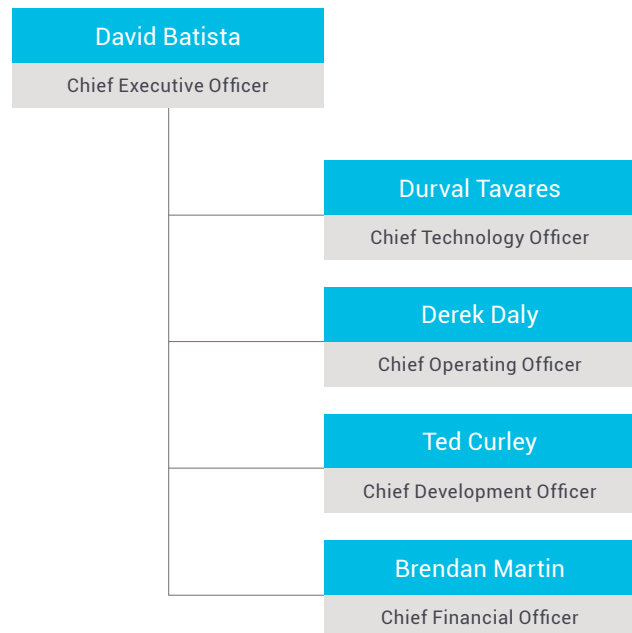 David Batista
Chief Executive Officer
Durval Tavares
Chief Technology Officer
Derek Daly
Chief Operating Officer
Ted Curley
Chief Development Officer
Brendan Martin
Chief Financial Officer